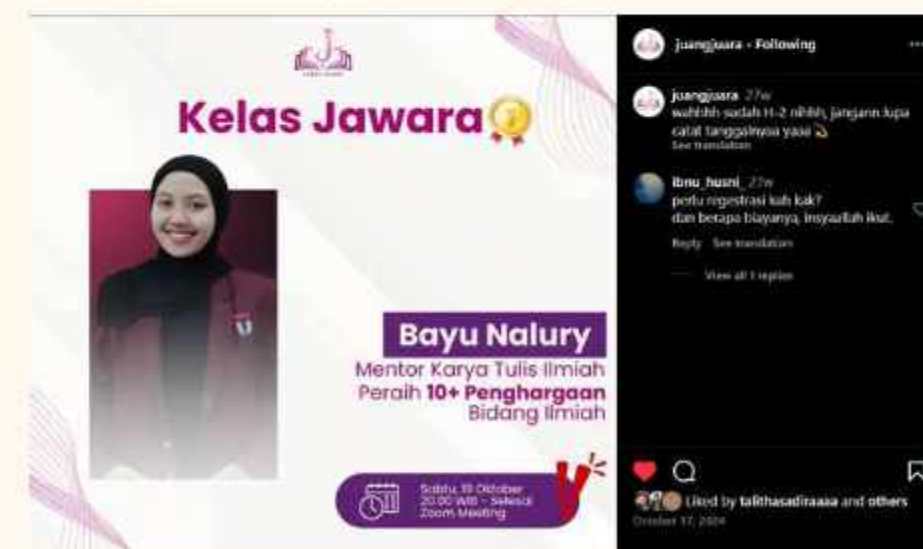 Kelas Jawara
Bayu Nalury
Mentor Karya Tulis Ilmiah
Peraih 10+ Penghargaan
Bidang Ilmiah
Sabtu, 19 Oktober
20.00 WIB - Selesai
Zoom Meeting
juangjuara • Following
juangjuara 27w
wahhhh sudah H-2 nihhh, jangann lupa
catat tanggalnyaa yaaa
See translation
ibnu_husni_ 27w
perlu regestrasi kah kak?
dan berapa biayanya, insyaallah ikut.
Reply See translation
View all 1 replies
Liked by talithasadiraaaa and others
October 17, 2024